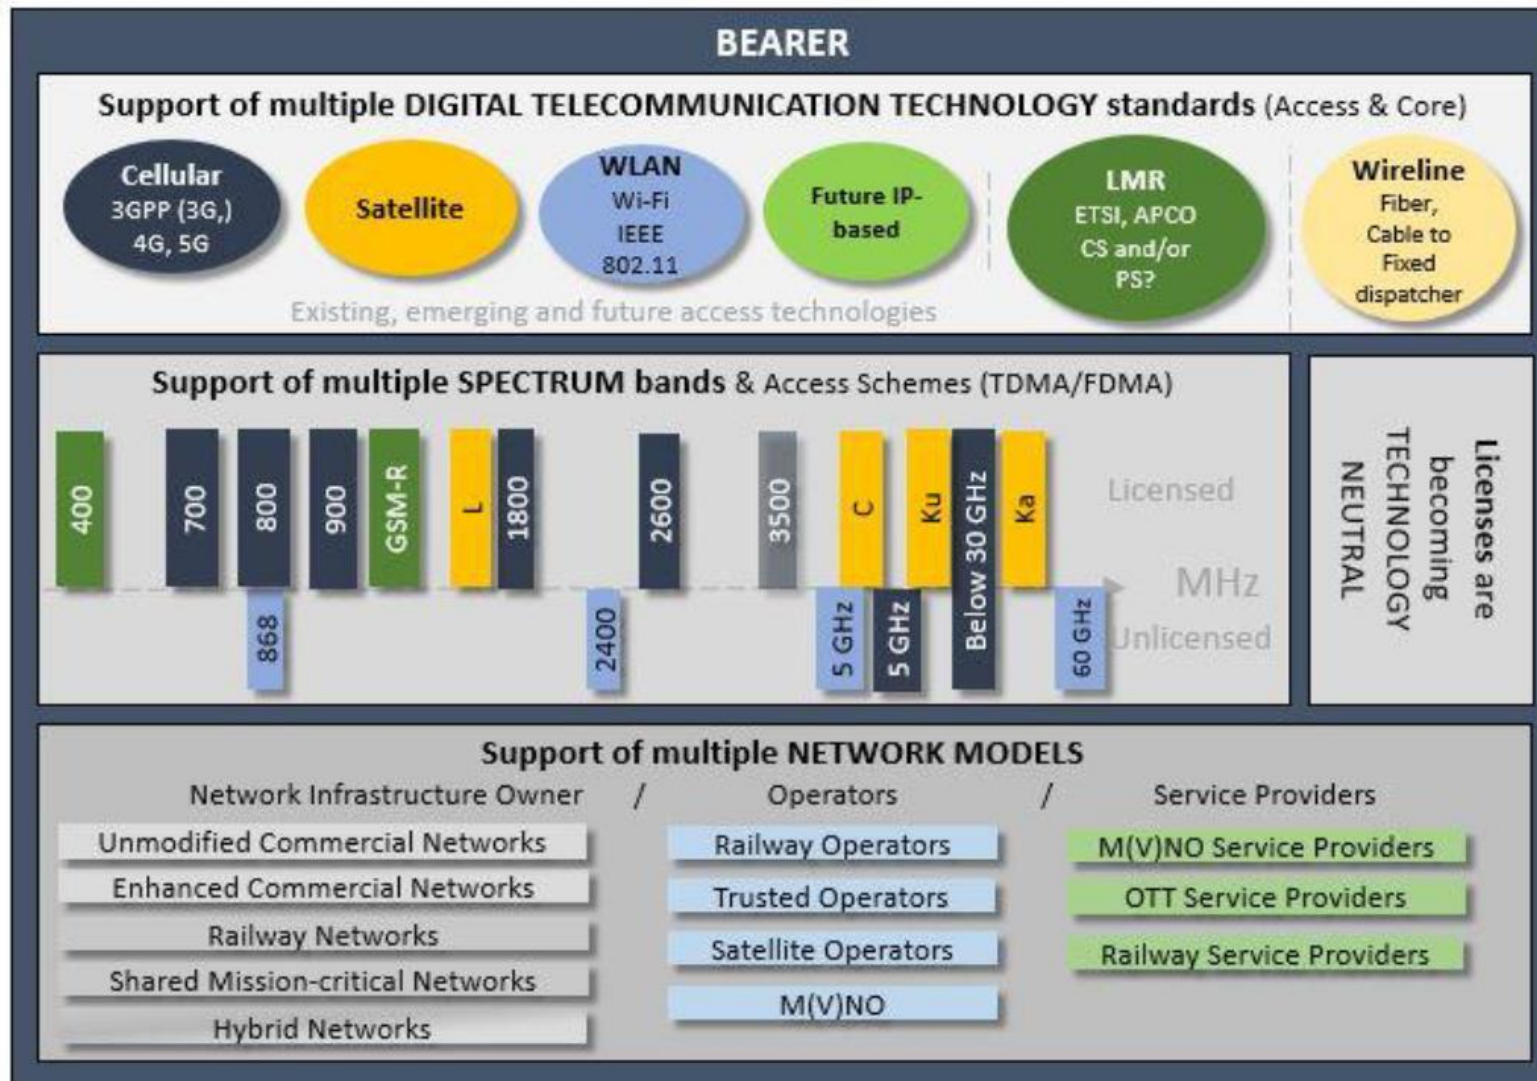 BEARER
Support of multiple DIGITAL TELECOMMUNICATION TECHNOLOGY standards (Access & Core)
Cellular
3GPP (3G,)
4G, 5G
Satellite
WLAN
Wi-Fi
IEEE
802.11
Future IP-
based
LMR
ETSI, APCO
CS and/or
PS?
Wireline
Fiber,
Cable to
Fixed
dispatcher
Existing, emerging and future access technologies
Support of multiple SPECTRUM bands & Access Schemes (TDMA/FDMA)
400
700
800
900
GSM-R
L
1800
2600
3500
C
Ku
Below 30 GHz
Ka
Licensed
MHz
868
2400
5 GHz
5 GHz
60 GHz
Unlicensed
Licenses are
becoming
TECHNOLOGY
NEUTRAL
Support of multiple NETWORK MODELS
Network Infrastructure Owner / Operators / Service Providers
Unmodified Commercial Networks
Enhanced Commercial Networks
Railway Networks
Shared Mission-critical Networks
Hybrid Networks
Railway Operators
Trusted Operators
Satellite Operators
M(V)NO
M(V)NO Service Providers
OTT Service Providers
Railway Service Providers